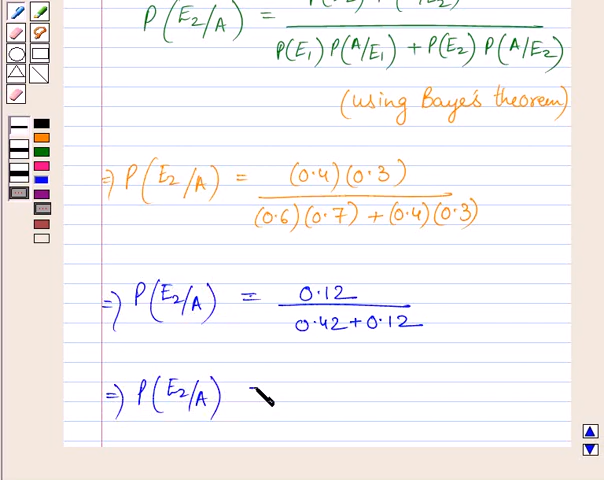 P(E₂/A) =
P(E₁) P(A/E₁) + P(E₂) P(A/E₂)
(using Baye's theorem)
⇒ P(E₂/A) = (0.4)(0.3)
(0.6)(0.7) + (0.4)(0.3)
⇒ P(E₂/A) = 0.12
0.42+0.12
⇒ P(E₂/A) =